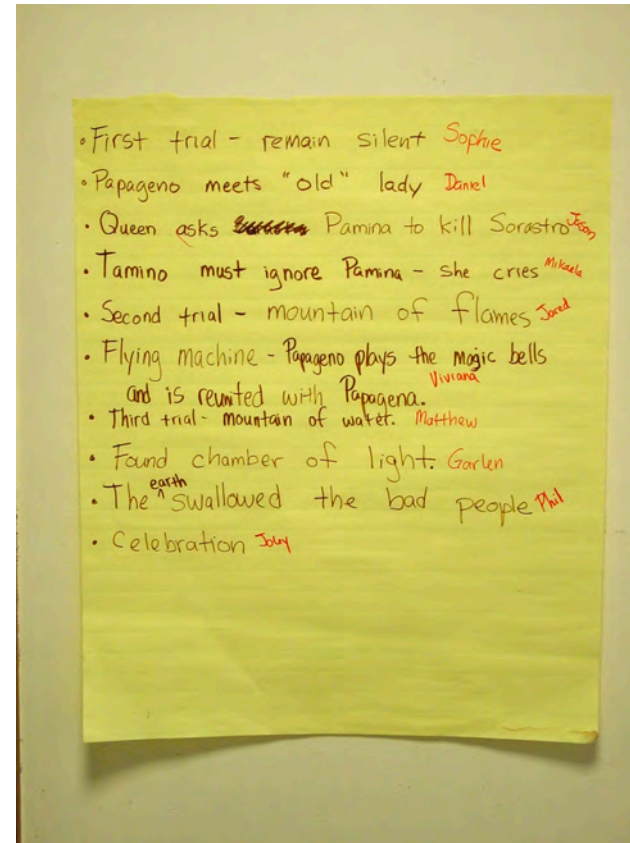 • First trial - remain silent Sophie
• Papageno meets "old" lady Daniel
• Queen asks Pamina to kill Sorastro Jason
• Tamino must ignore Pamina - she cries Mikaela
• Second trial - mountain of flames Jared
• Flying machine - Papageno plays the magic bells
and is reunited with Papagena. Viviana
• Third trial - mountain of water. Matthew
• Found chamber of light. Garlen
• The earth swallowed the bad people Phil
• Celebration